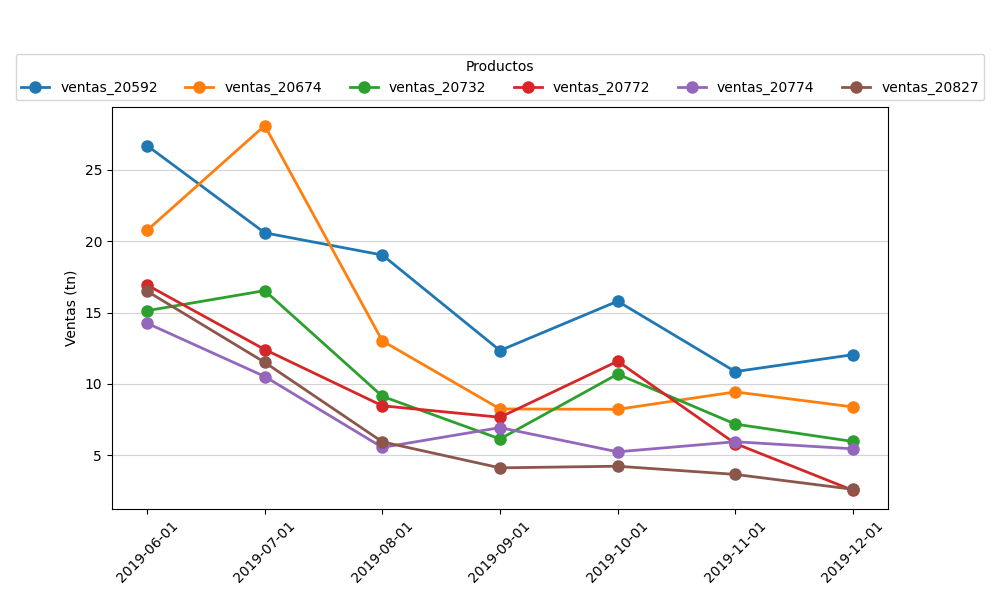 Productos
ventas_20592 ventas_20674 ventas_20732 ventas_20772 ventas_20774 ventas_20827
Ventas (tn)
25
20
15
10
5
2019-06-01 2019-07-01 2019-08-01 2019-09-01 2019-10-01 2019-11-01 2019-12-01